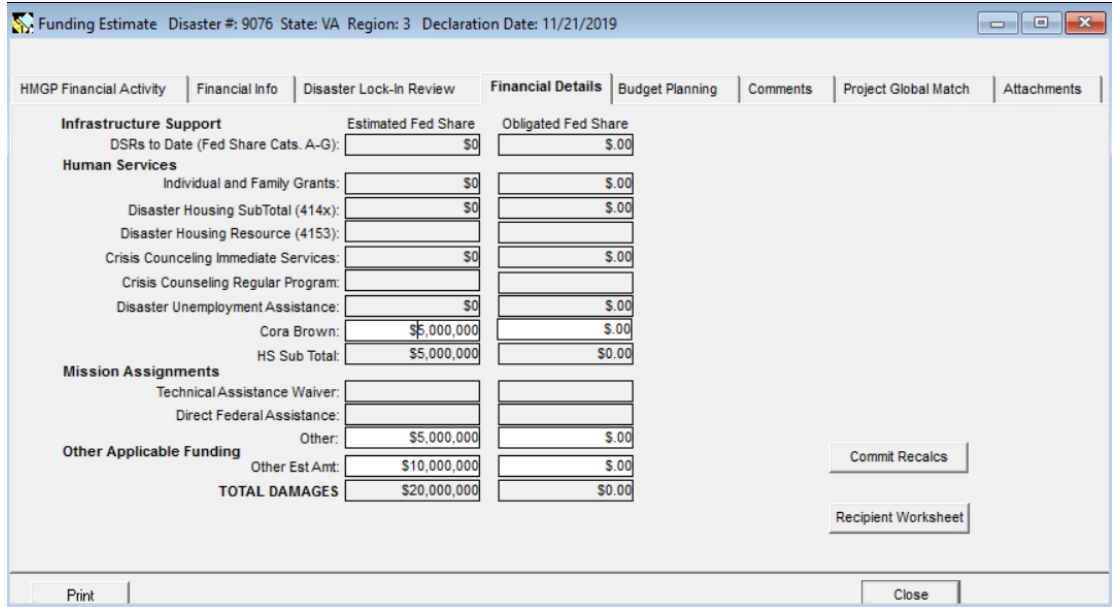 Funding Estimate Disaster #: 9076 State: VA Region: 3 Declaration Date: 11/21/2019
HMGP Financial Activity Financial Info Disaster Lock-In Review Financial Details Budget Planning Comments Project Global Match Attachments
Infrastructure Support Estimated Fed Share Obligated Fed Share
DSRs to Date (Fed Share Cats. A-G): $0 $.00
Human Services
Individual and Family Grants: $0 $.00
Disaster Housing SubTotal (414x): $0 $.00
Disaster Housing Resource (4153):
Crisis Counceling Immediate Services: $0 $.00
Crisis Counseling Regular Program:
Disaster Unemployment Assistance: $0 $.00
Cora Brown: $5,000,000 $.00
HS Sub Total: $5,000,000 $0.00
Mission Assignments
Technical Assistance Waiver:
Direct Federal Assistance:
Other: $5,000,000 $.00
Other Applicable Funding
Other Est Amt: $10,000,000 $.00
Commit Recalcs
TOTAL DAMAGES $20,000,000 $0.00
Recipient Worksheet
Print Close